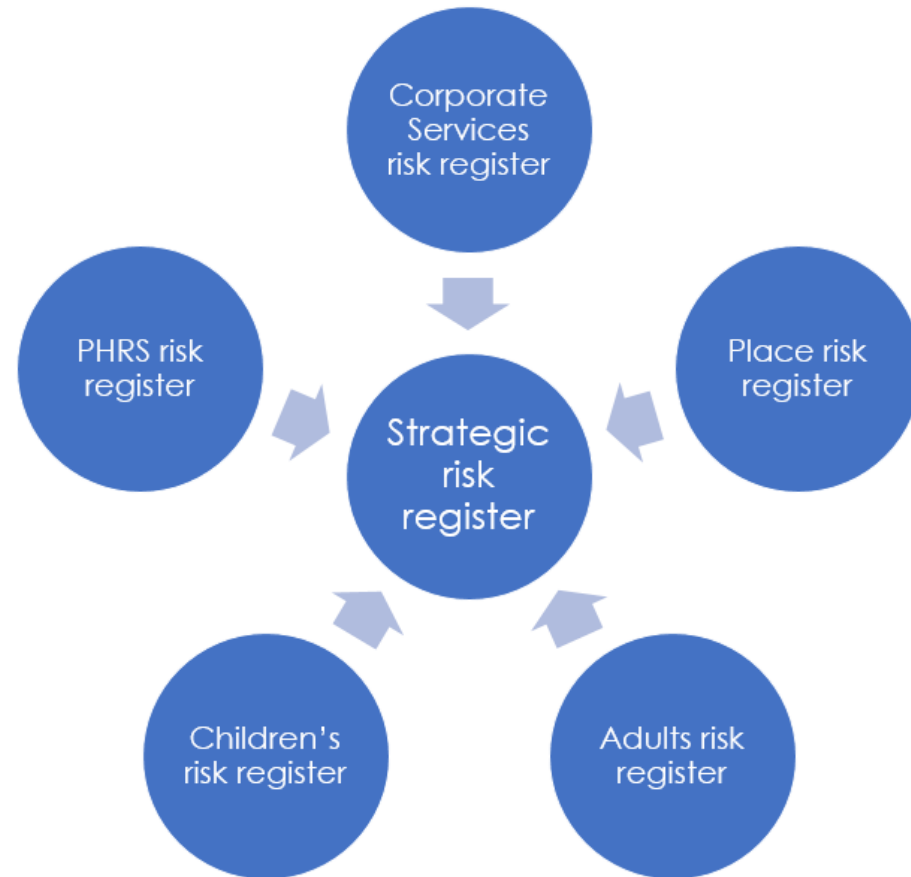 Corporate
Services
risk register
PHRS risk
register
Place risk
register
Strategic
risk
register
Children’s
risk register
Adults risk
register